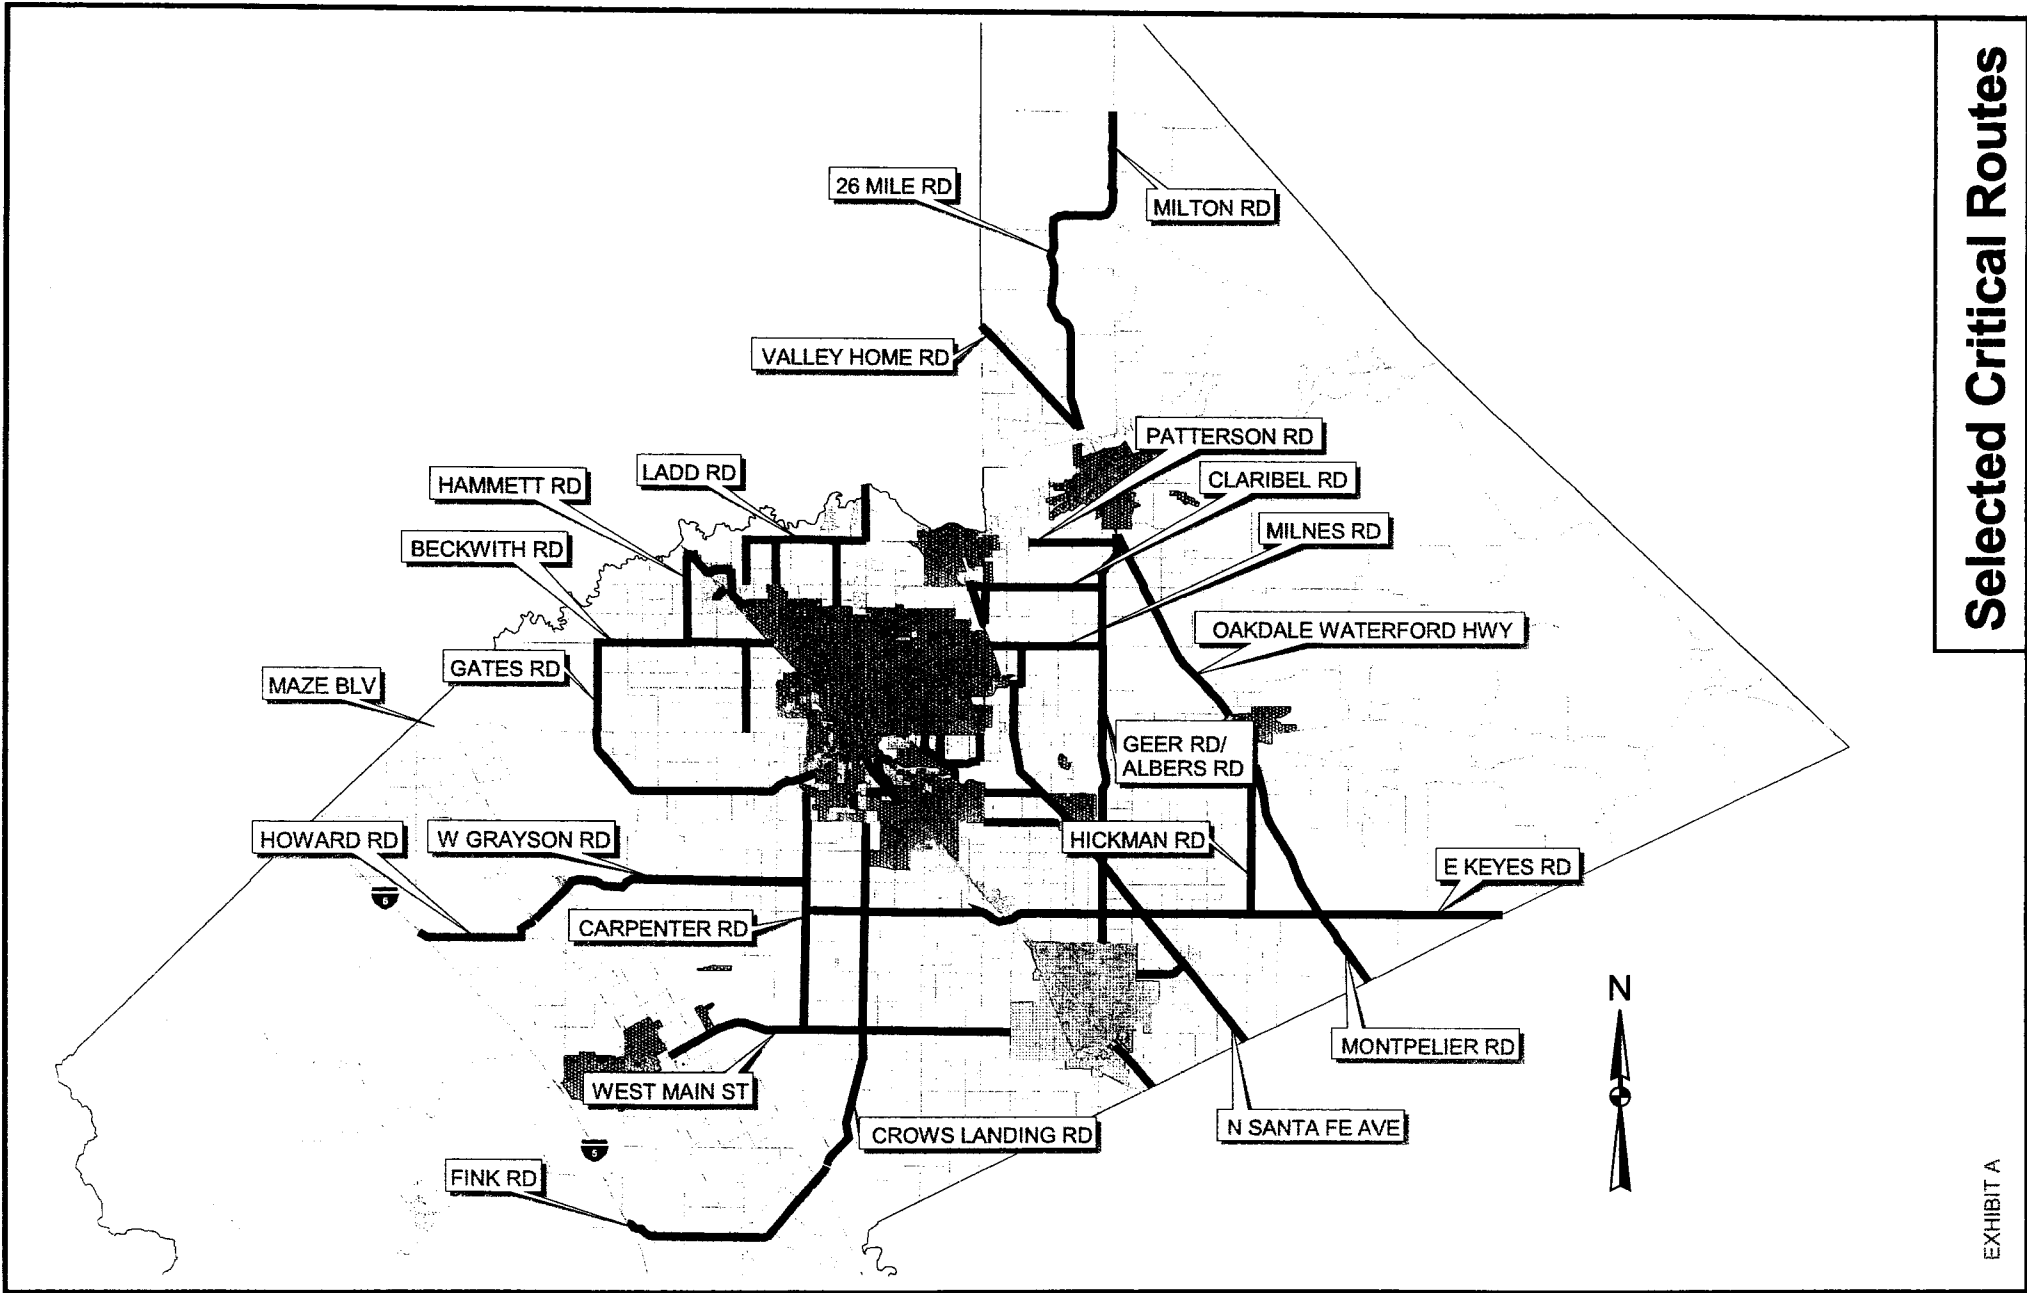 Selected Critical Routes
26 MILE RD
MILTON RD
VALLEY HOME RD
PATTERSON RD
LADD RD
HAMMETT RD
CLARIBEL RD
MILNES RD
BECKWITH RD
OAKDALE WATERFORD HWY
GATES RD
MAZE BLV
GEER RD/
ALBERS RD
HOWARD RD
W GRAYSON RD
HICKMAN RD
E KEYES RD
5
CARPENTER RD
N
MONTPELIER RD
WEST MAIN ST
N SANTA FE AVE
CROWS LANDING RD
5
FINK RD
EXHIBIT A